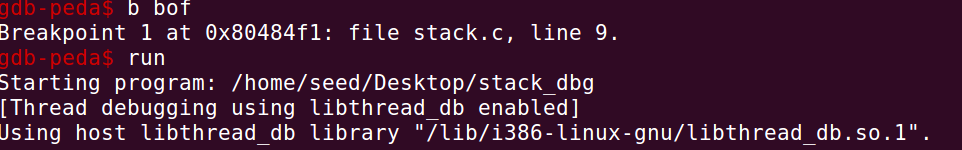 gdb-peda$ b bof
Breakpoint 1 at 0x80484f1: file stack.c, line 9.
gdb-peda$ run
Starting program: /home/seed/Desktop/stack_dbg
[Thread debugging using libthread_db enabled]
Using host libthread_db library "/lib/i386-linux-gnu/libthread_db.so.1".